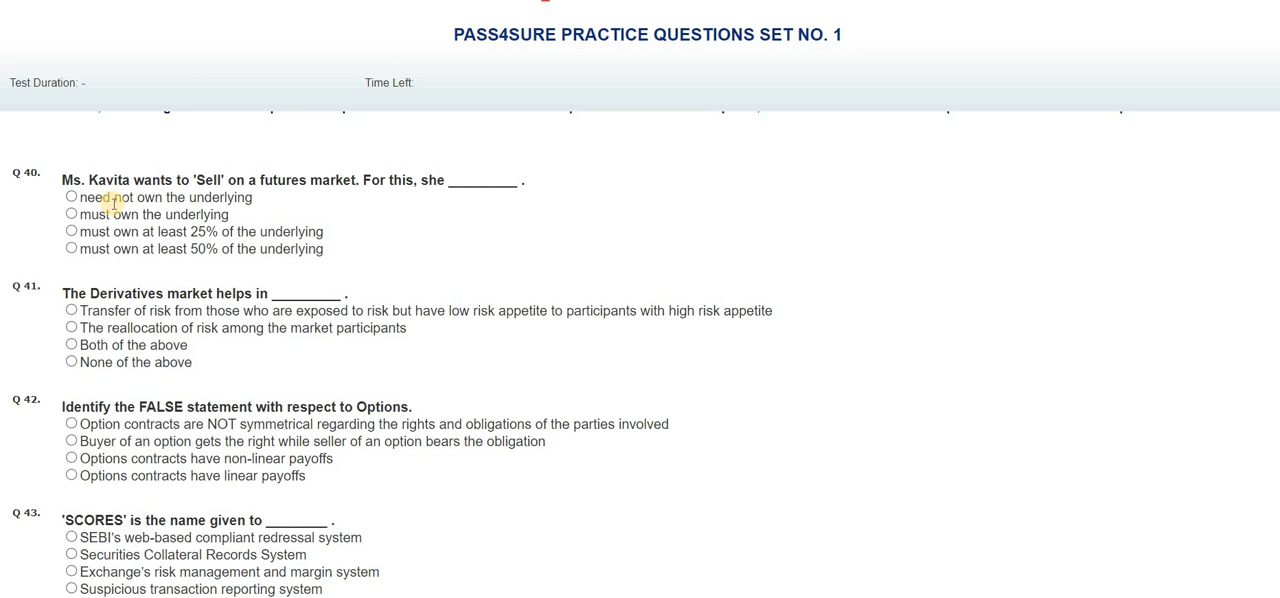 PASS4SURE PRACTICE QUESTIONS SET NO. 1
Test Duration: -
Time Left:
Q 40.
Ms. Kavita wants to 'Sell' on a futures market. For this, she _________ .
need not own the underlying
must own the underlying
must own at least 25% of the underlying
must own at least 50% of the underlying
Q 41.
The Derivatives market helps in _________ .
Transfer of risk from those who are exposed to risk but have low risk appetite to participants with high risk appetite
The reallocation of risk among the market participants
Both of the above
None of the above
Q 42.
Identify the FALSE statement with respect to Options.
Option contracts are NOT symmetrical regarding the rights and obligations of the parties involved
Buyer of an option gets the right while seller of an option bears the obligation
Options contracts have non-linear payoffs
Options contracts have linear payoffs
Q 43.
'SCORES' is the name given to ________ .
SEBI's web-based compliant redressal system
Securities Collateral Records System
Exchange's risk management and margin system
Suspicious transaction reporting system